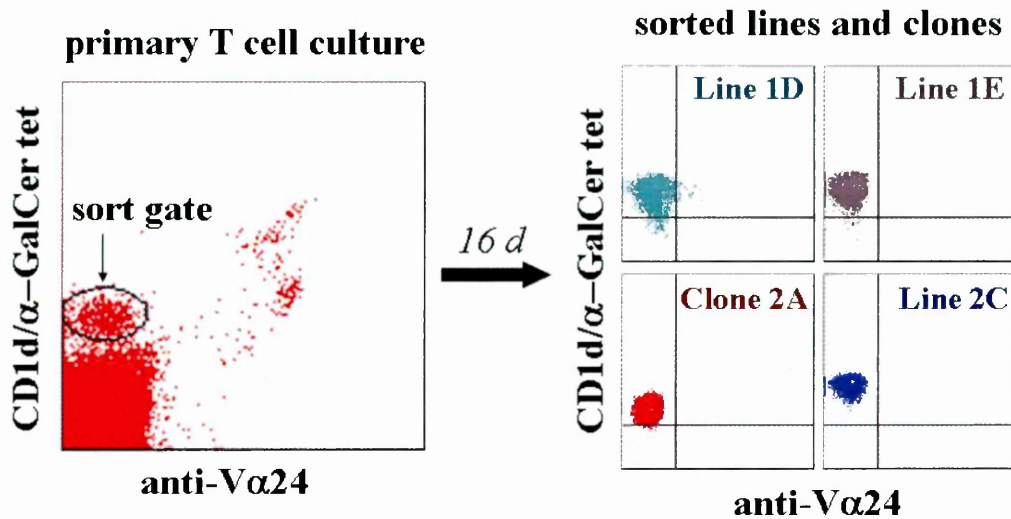 primary T cell culture
sorted lines and clones
CD1d/α–GalCer tet
sort gate
anti-Vα24
16 d
CD1d/α–GalCer tet
Line 1D
Line 1E
Clone 2A
Line 2C
anti-Vα24